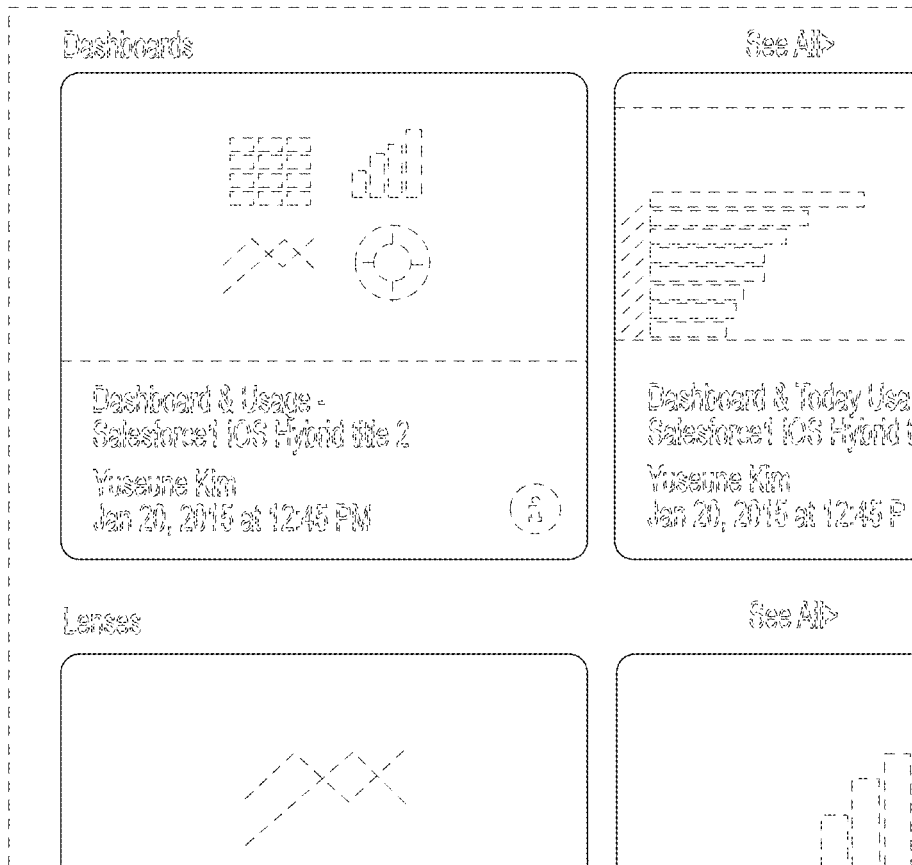 Dashboards
See All>
Dashboard & Usage -
Salesforce1 iOS Hybrid title 2
Yuseune Kim
Jan 20, 2015 at 12:45 PM
i
Dashboard & Today Usa
Salesforce1 iOS Hybrid t
Yuseune Kim
Jan 20, 2015 at 12:45 P
Lenses
See All>